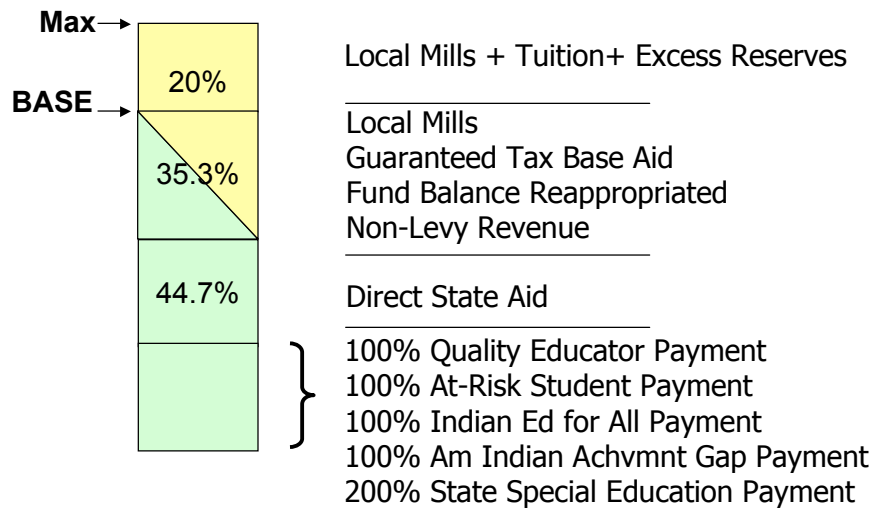 Max
20%
Local Mills + Tuition+ Excess Reserves
BASE
35.3%
Local Mills
Guaranteed Tax Base Aid
Fund Balance Reappropriated
Non-Levy Revenue
44.7%
Direct State Aid
100% Quality Educator Payment
100% At-Risk Student Payment
100% Indian Ed for All Payment
100% Am Indian Achvmnt Gap Payment
200% State Special Education Payment